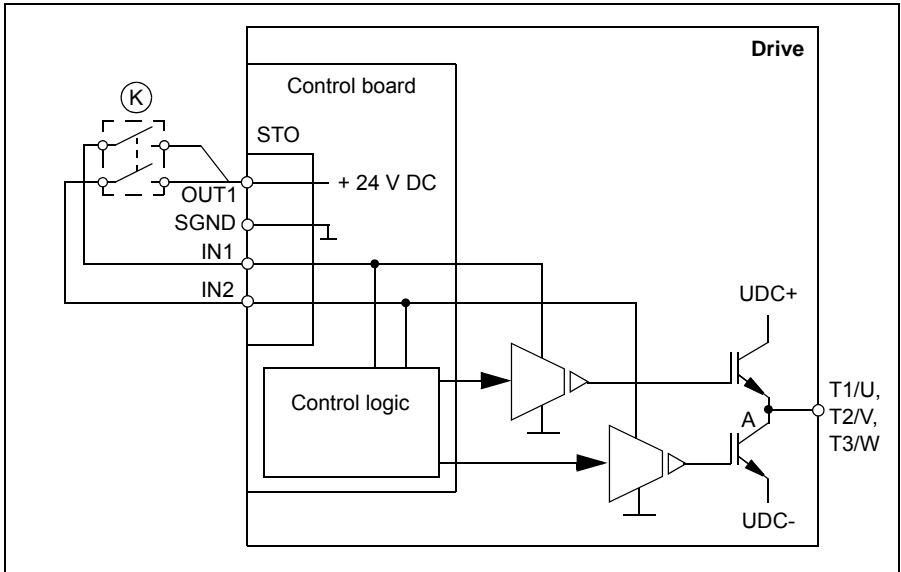 Drive
Control board
K
STO
+ 24 V DC
OUT1
SGND
IN1
IN2
UDC+
Control logic
A
T1/U,
T2/V,
T3/W
UDC-